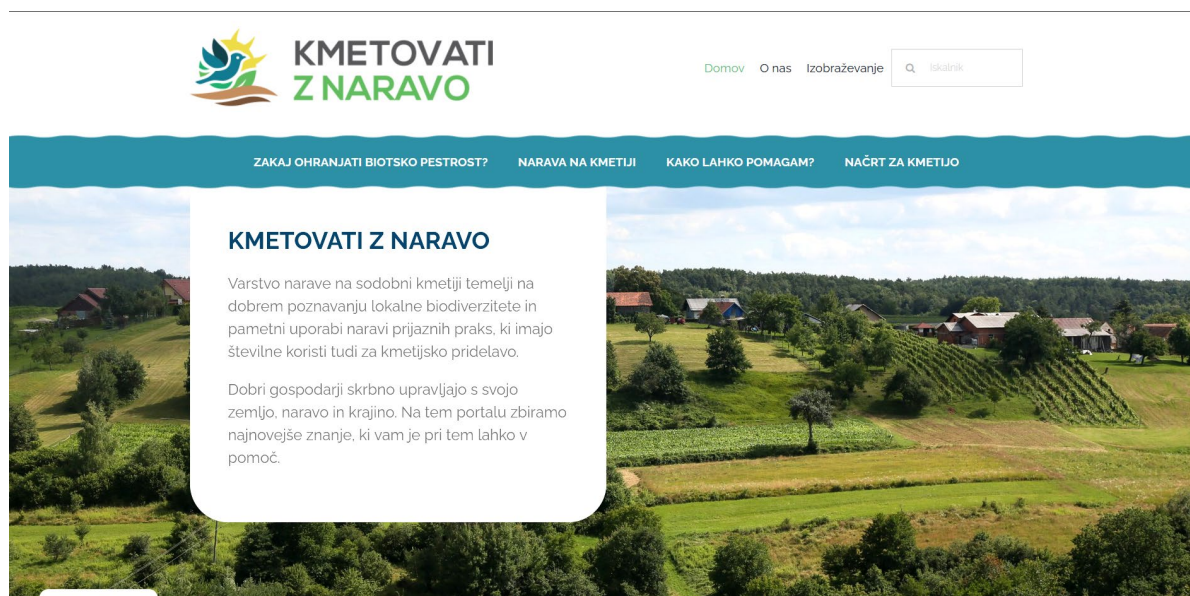 KMETOVATI
Z NARAVO
Domov O nas Izobraževanje iskalnik
ZAKAJ OHRANJATI BIOTSKO PESTROST? NARAVA NA KMETIJI KAKO LAHKO POMAGAM? NAČRT ZA KMETIJO
KMETOVATI Z NARAVO
Varstvo narave na sodobni kmetiji temelji na
dobrem poznavanju lokalne biodiverzitete in
pametni uporabi naravi prijaznih praks, ki imajo
številne koristi tudi za kmetijsko pridelavo.
Dobri gospodarji skrbno upravljajo s svojo
zemljo, naravo in krajino. Na tem portalu zbiramo
najnovejše znanje, ki vam je pri tem lahko v
pomoč.